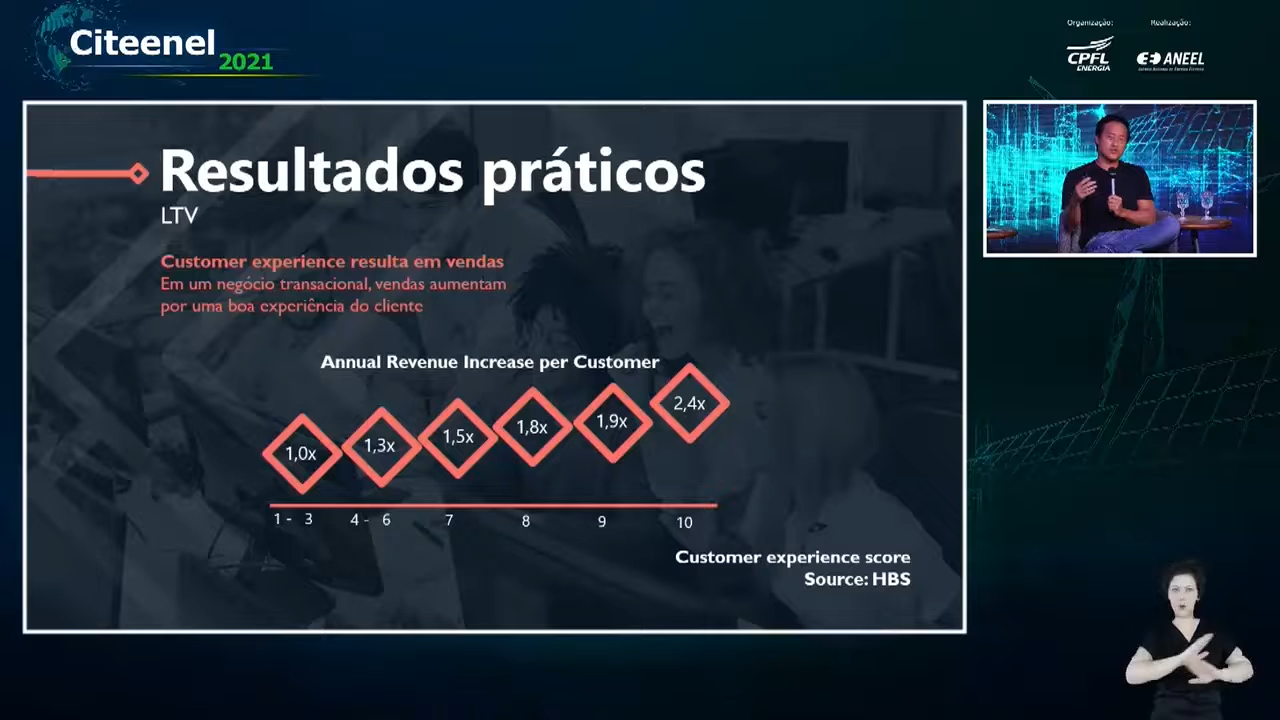 Citeenel
2021
Organização:
Realização:
CPFL
ENERGIA
ANEEL
Resultados práticos
LTV
Customer experience resulta em vendas
Em um negócio transacional, vendas aumentam
por uma boa experiência do cliente
Annual Revenue Increase per Customer
1,0x 1,3x 1,5x 1,8x 1,9x 2,4x
1 - 3 4 - 6 7 8 9 10
Customer experience score
Source: HBS